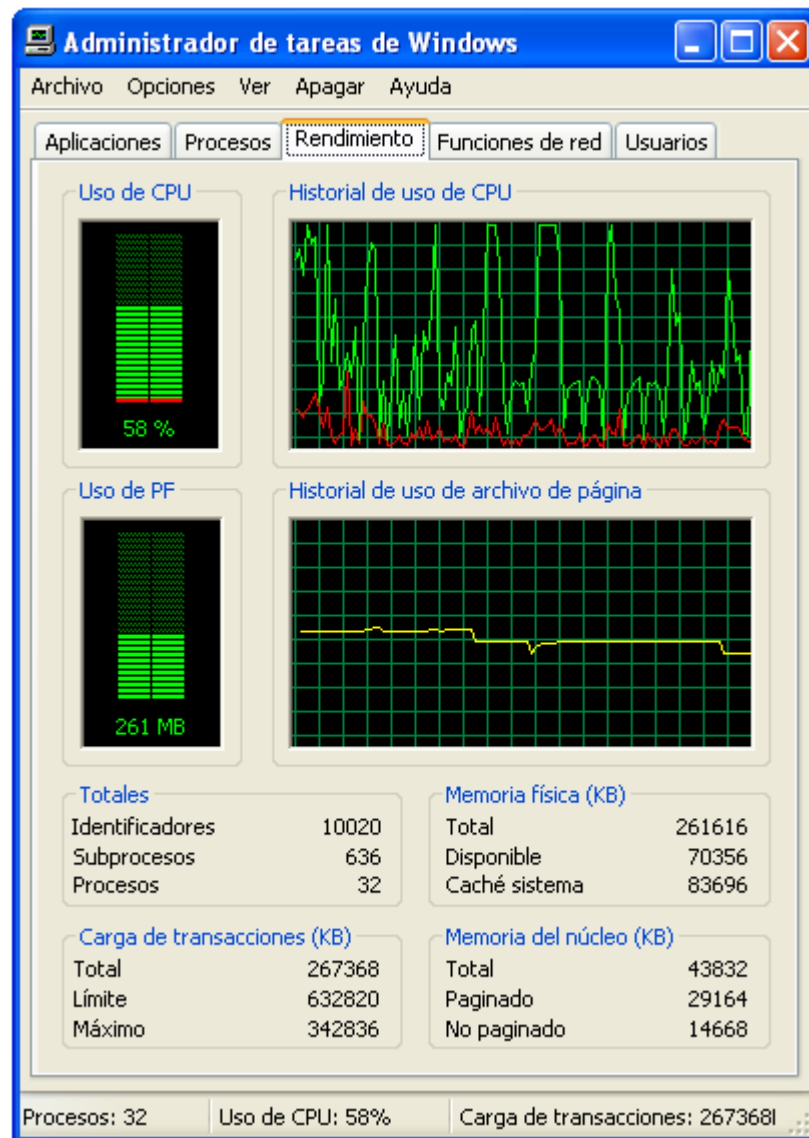 Administrador de tareas de Windows
Archivo Opciones Ver Apagar Ayuda
Aplicaciones Procesos Rendimiento Funciones de red Usuarios
Uso de CPU
58 %
Historial de uso de CPU
Uso de PF
261 MB
Historial de uso de archivo de página
Totales
Identificadores 10020
Subprocesos 636
Procesos 32
Memoria física (KB)
Total 261616
Disponible 70356
Caché sistema 83696
Carga de transacciones (KB)
Total 267368
Límite 632820
Máximo 342836
Memoria del núcleo (KB)
Total 43832
Paginado 29164
No paginado 14668
Procesos: 32 Uso de CPU: 58% Carga de transacciones: 267368